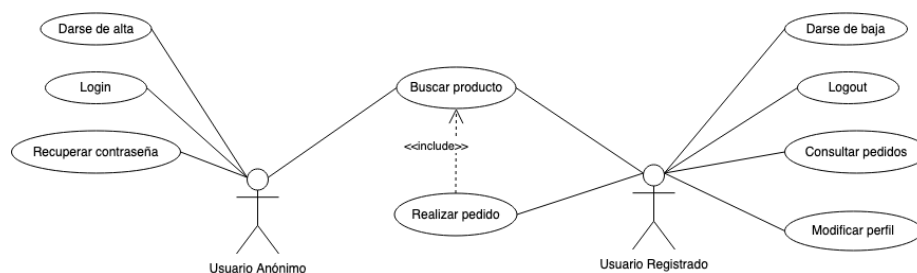 Darse de alta
Darse de baja
Login
Buscar producto
Logout
Recuperar contraseña
<<include>>
Consultar pedidos
Realizar pedido
Modificar perfil
Usuario Anónimo
Usuario Registrado